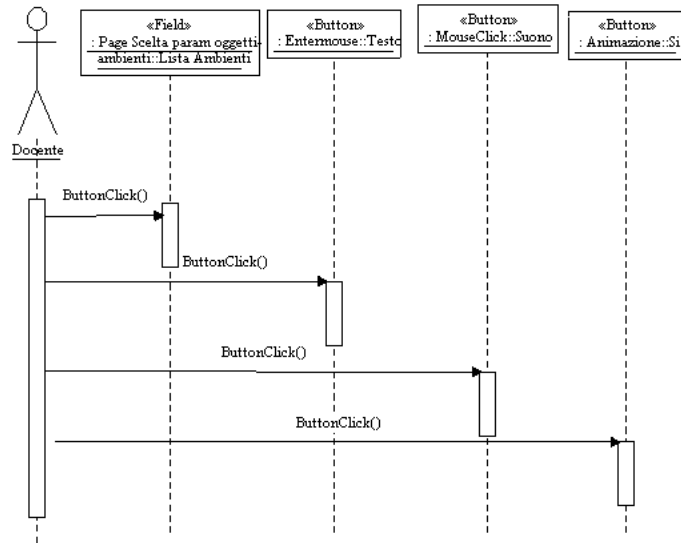 «Field»
: Page Scelta param oggetti-
ambienti::Lista Ambienti
«Button»
: Entermouse::Testo
«Button»
: MouseClick::Suono
«Button»
: Animazione::Si
Docente
ButtonClick()
ButtonClick()
ButtonClick()
ButtonClick()